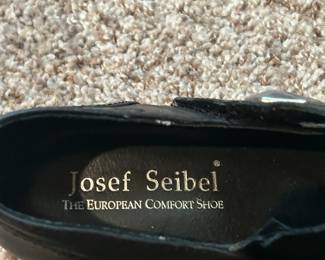 Josef Seibel®
THE EUROPEAN COMFORT SHOE